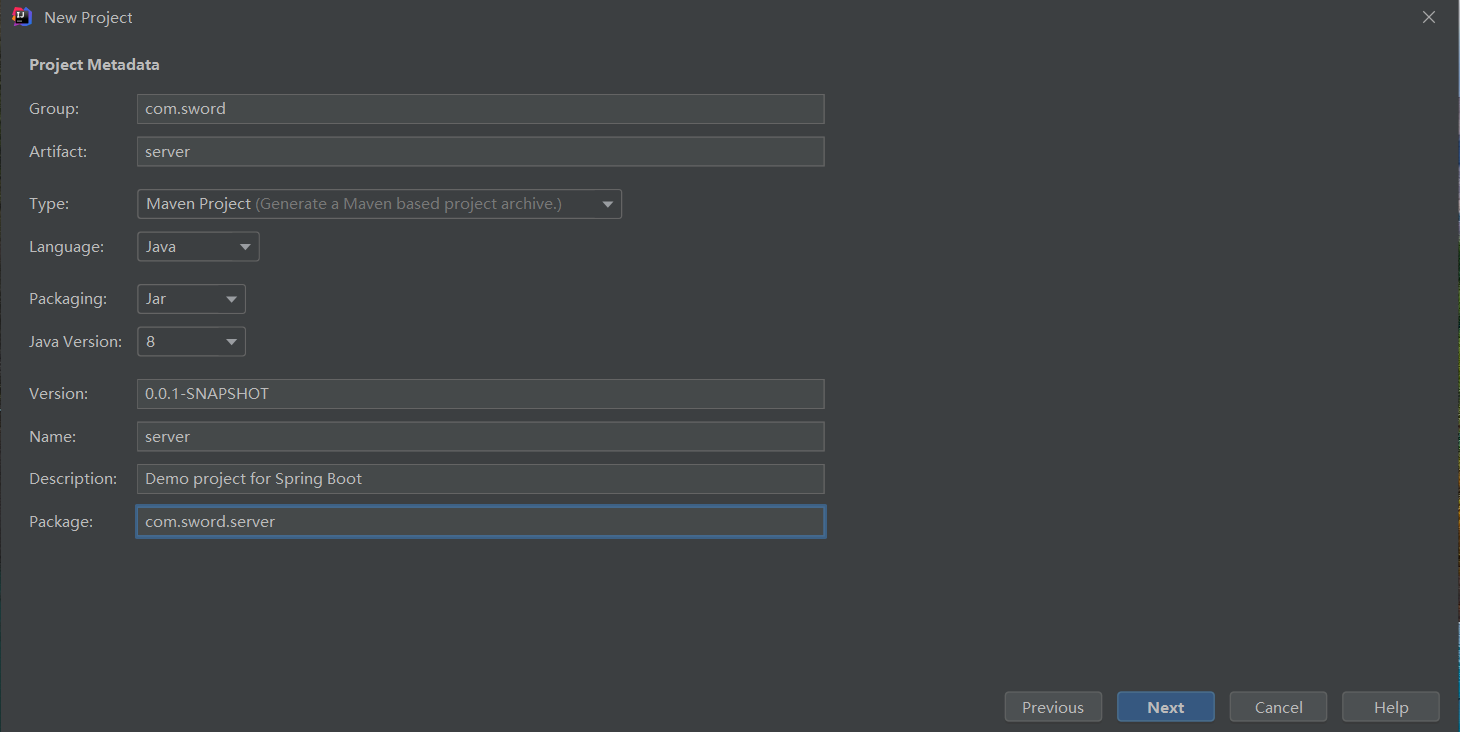 New Project
Project Metadata
Group: com.sword
Artifact: server
Type: Maven Project (Generate a Maven based project archive.)
Language: Java
Packaging: Jar
Java Version: 8
Version: 0.0.1-SNAPSHOT
Name: server
Description: Demo project for Spring Boot
Package: com.sword.server
Previous Next Cancel Help